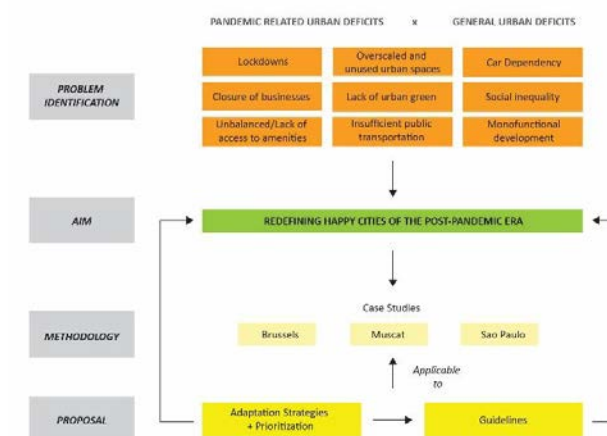 PANDEMIC RELATED URBAN DEFICITS x GENERAL URBAN DEFICITS
PROBLEM
IDENTIFICATION
Lockdowns
Overscaled and
unused urban spaces
Car Dependency
Closure of businesses
Lack of urban green
Social inequality
Unbalanced/Lack of
access to amenities
Insufficient public
transportation
Monofunctional
development
AIM
REDEFINING HAPPY CITIES OF THE POST-PANDEMIC ERA
METHODOLOGY
Case Studies
Brussels
Muscat
Sao Paulo
Applicable
to
PROPOSAL
Adaptation Strategies
+ Prioritization
Guidelines